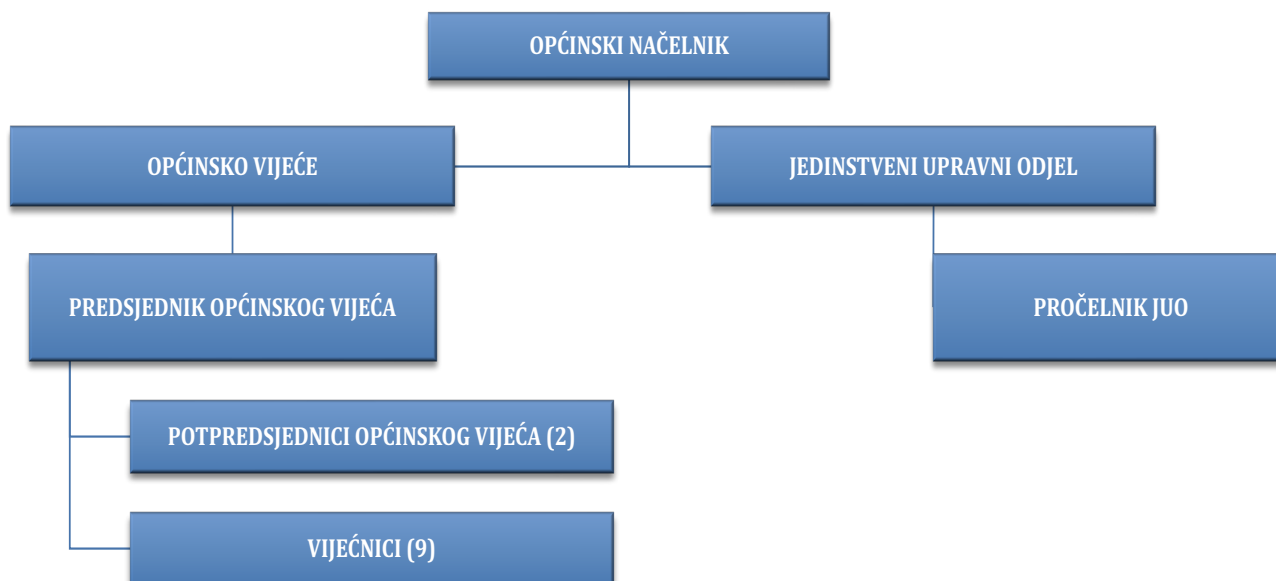 OPĆINSKI NAČELNIK
OPĆINSKO VIJEĆE
JEDINSTVENI UPRAVNI ODJEL
PREDSJEDNIK OPĆINSKOG VIJEĆA
PROČELNIK JUO
POTPREDSJEDNICI OPĆINSKOG VIJEĆA (2)
VIJEĆNICI (9)